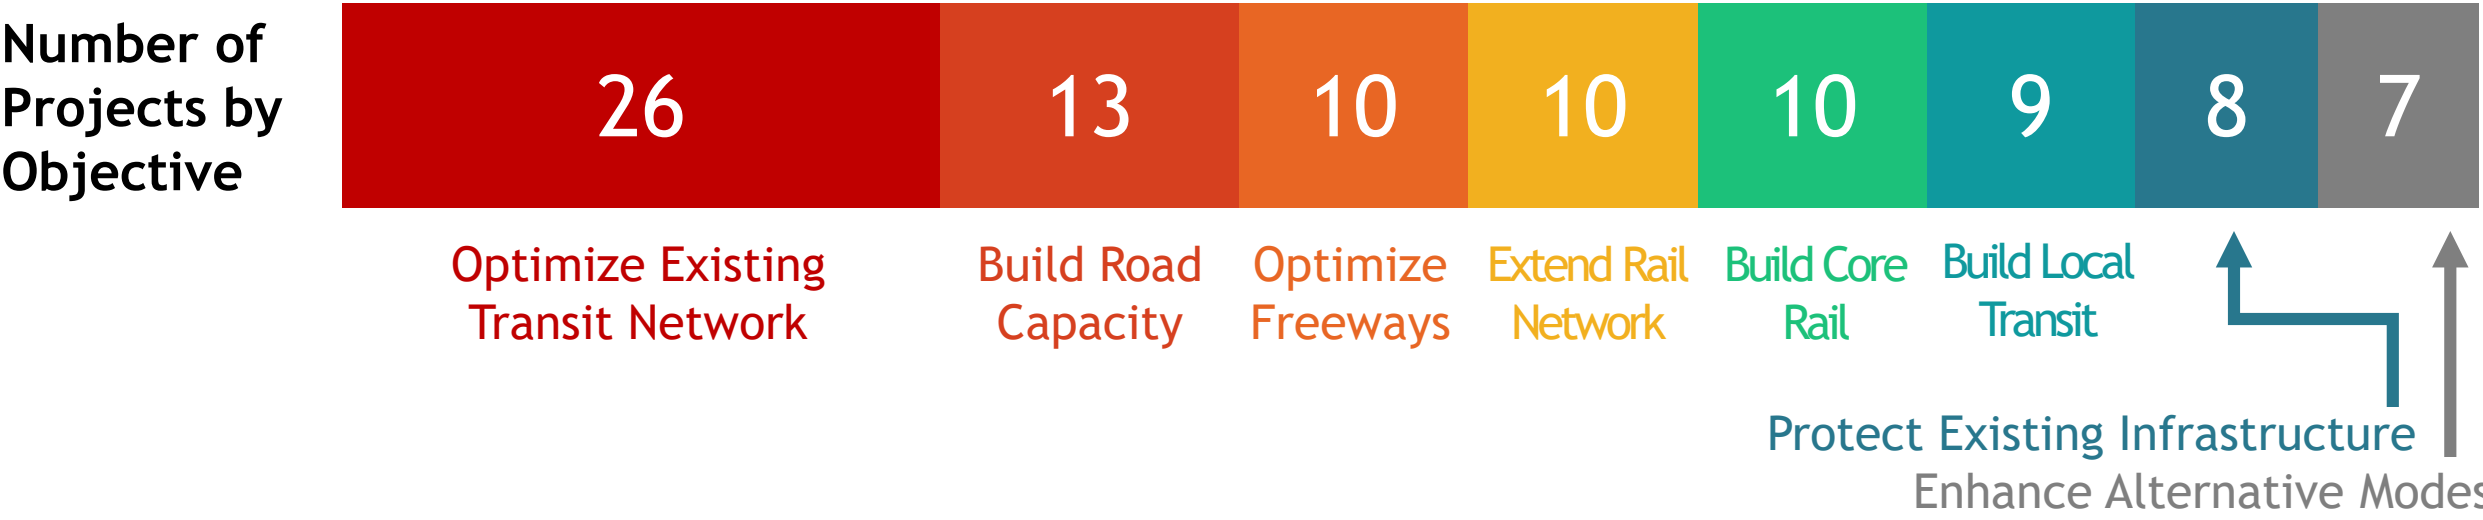 Number of
Projects by
Objective
26 13 10 10 10 9 8 7
Optimize Existing
Transit Network
Build Road
Capacity
Optimize
Freeways
Extend Rail
Network
Build Core
Rail
Build Local
Transit
Protect Existing Infrastructure
Enhance Alternative Modes